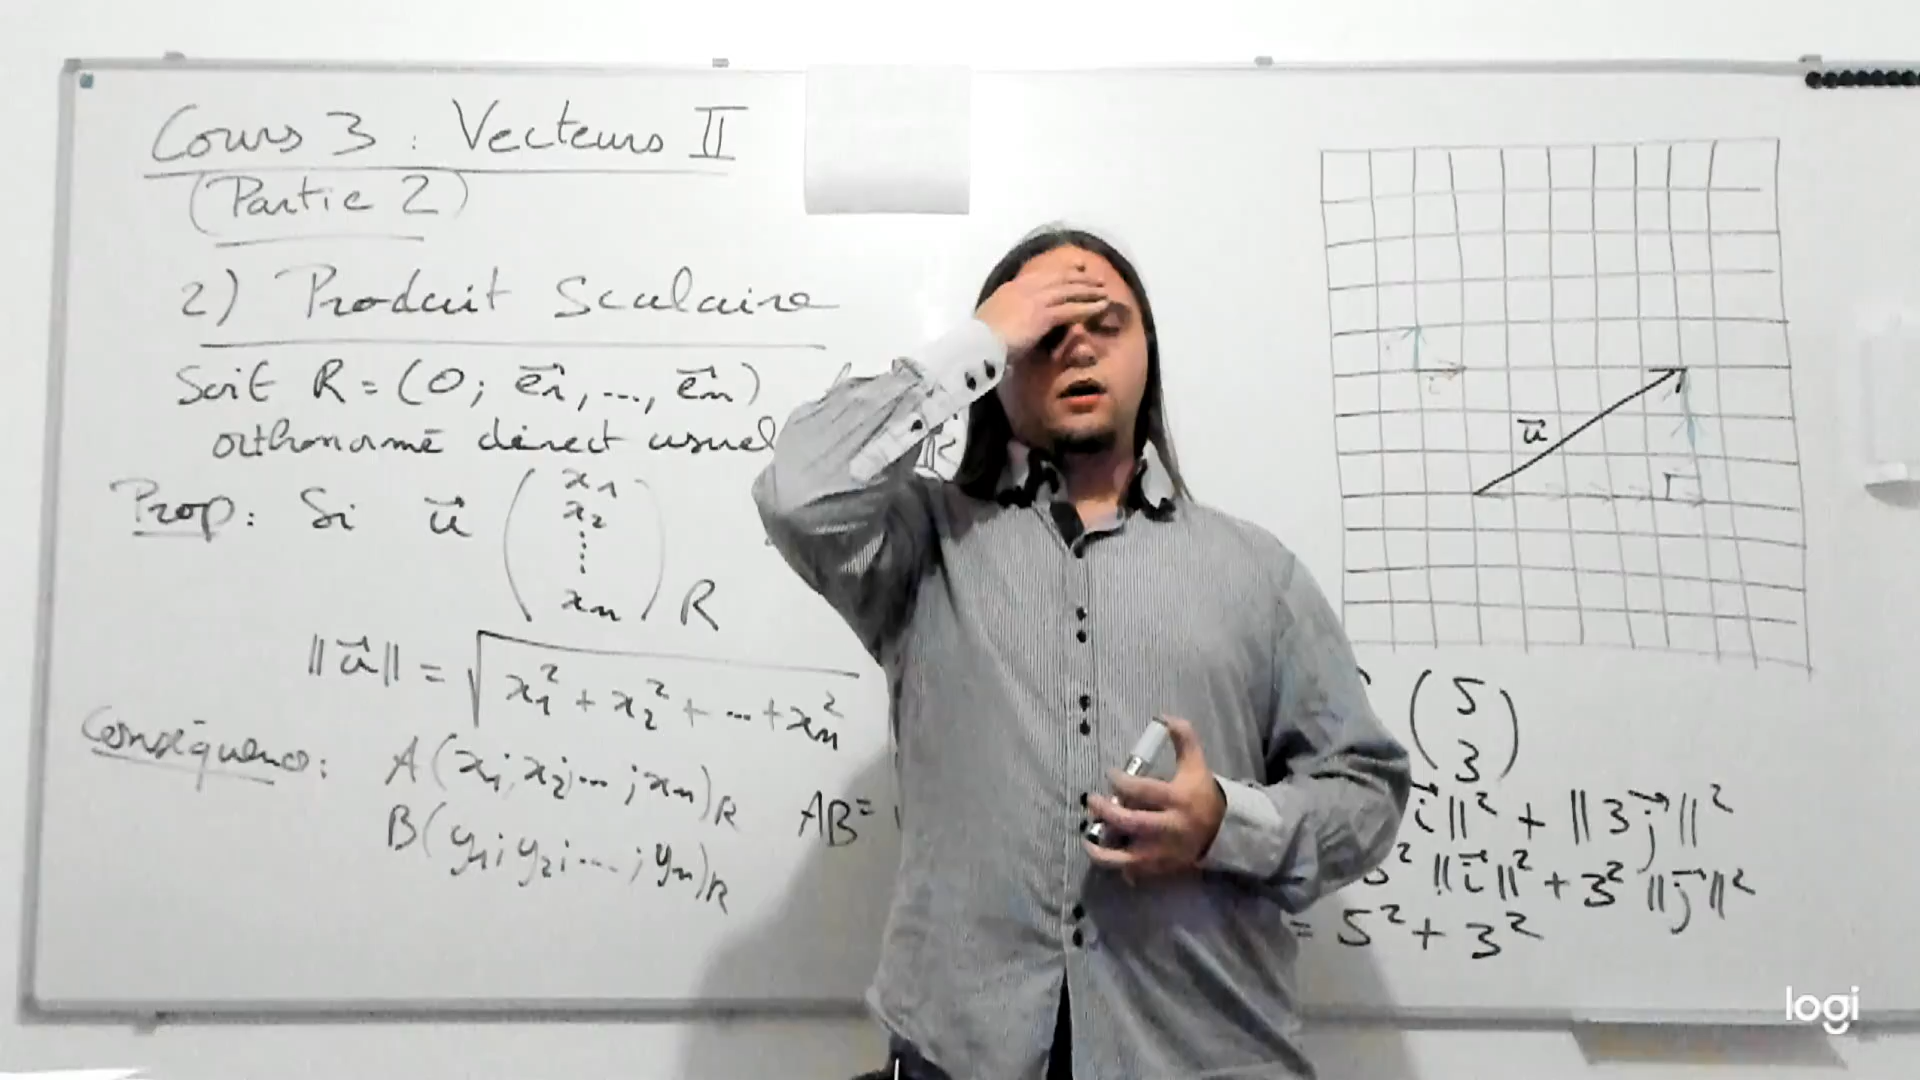 Cours 3 : Vecteurs II
(Partie 2)
2) Produit Scalaire
Soit R = (O; e⃗1, ..., e⃗n)
orthonormé direct usuel
Prop: Si u⃗ (x1 x2 ⋮ xn) R
||u⃗|| = √(x1² + x2² + ... + xn²)
Conséquence: A(x1; x2; ...; xn)R
B(y1; y2; ...; yn)R
AB =
u⃗
(5 3)
i⃗||² + ||3j⃗||²
² ||i⃗||² + 3² ||j⃗||²
= 5² + 3²
logi